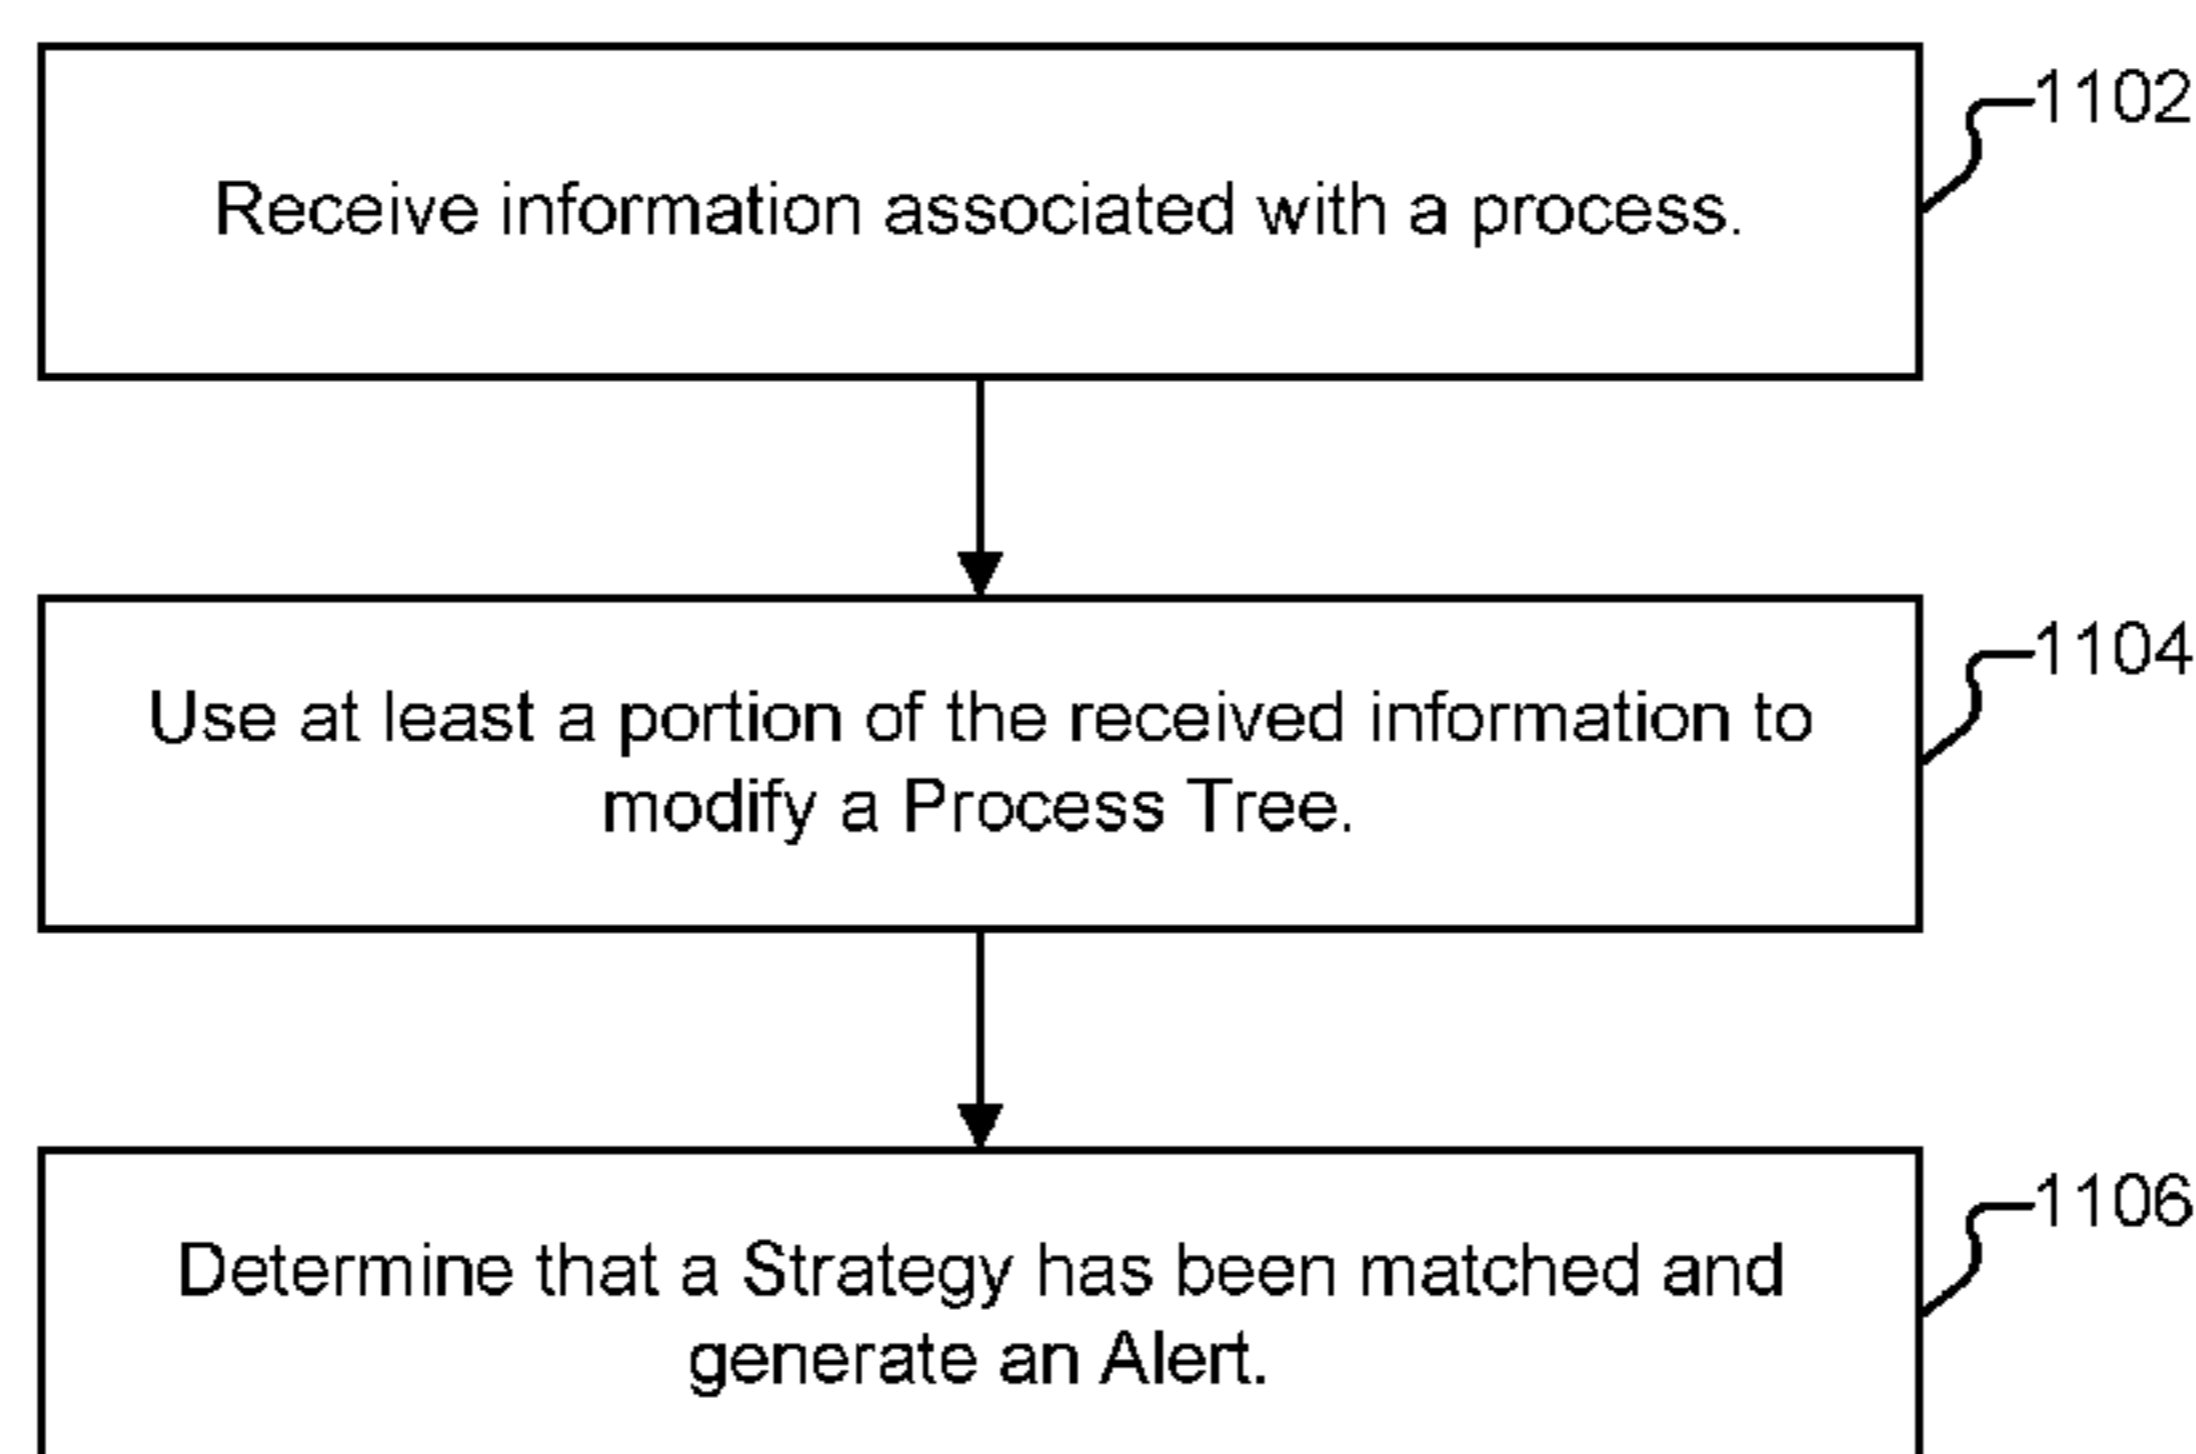 1102
Receive information associated with a process.
1104
Use at least a portion of the received information to
modify a Process Tree.
1106
Determine that a Strategy has been matched and
generate an Alert.